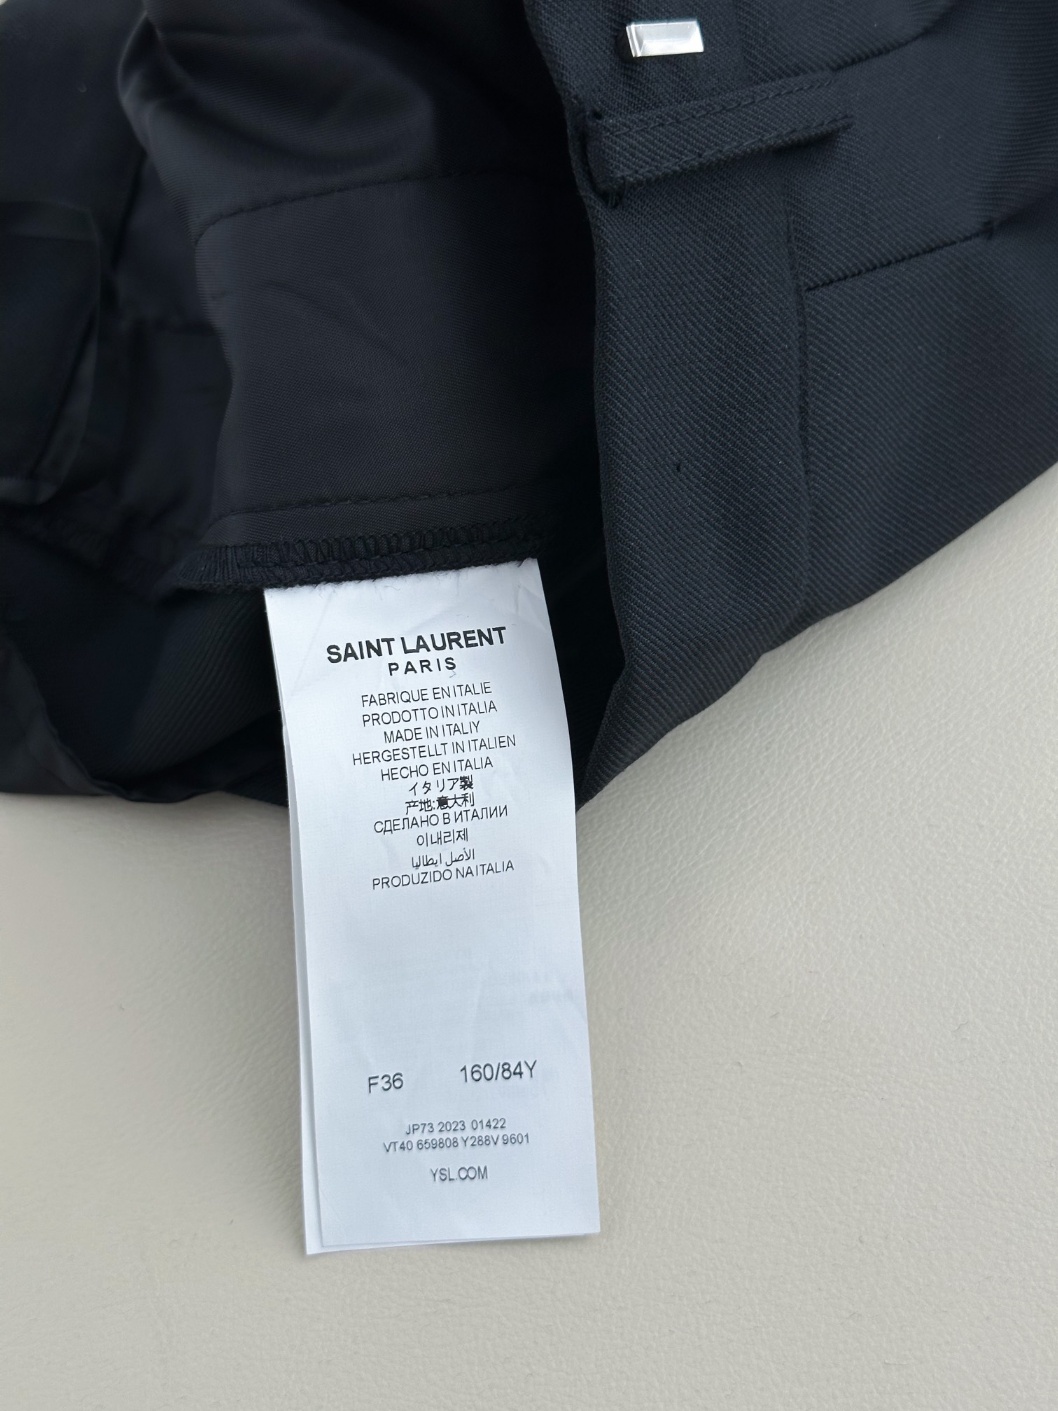 SAINT LAURENT
PARIS
FABRIQUE EN ITALIE
PRODOTTO IN ITALIA
MADE IN ITALIY
HERGESTELLT IN ITALIEN
HECHO EN ITALIA
イタリア製
产地:意大利
СДЕЛАНО В ИТАЛИИ
이내리제
الأصل ايطاليا
PRODUZIDO NA ITALIA
F36 160/84Y
JP73 2023 01422
VT40 659808 Y288V 9601
YSL.COM